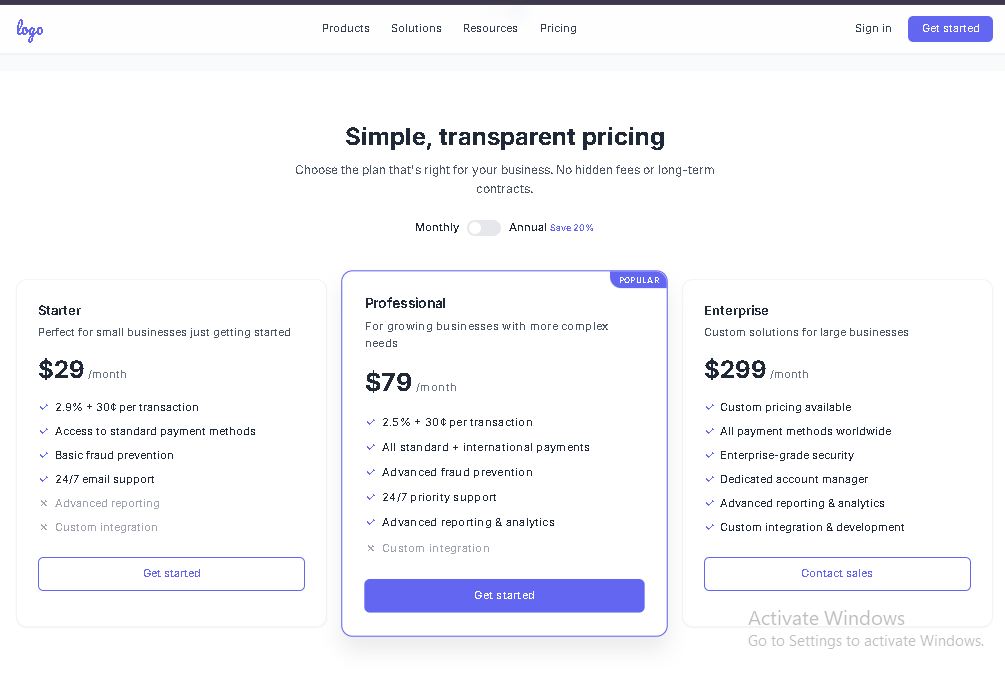 logo
Products Solutions Resources Pricing
Sign in
Get started
Simple, transparent pricing
Choose the plan that's right for your business. No hidden fees or long-term
contracts.
Monthly Annual Save 20%
Starter
Perfect for small businesses just getting started
$29 /month
2.9% + 30¢ per transaction
Access to standard payment methods
Basic fraud prevention
24/7 email support
Advanced reporting
Custom integration
Get started
POPULAR
Professional
For growing businesses with more complex
needs
$79 /month
2.5% + 30¢ per transaction
All standard + international payments
Advanced fraud prevention
24/7 priority support
Advanced reporting & analytics
Custom integration
Get started
Enterprise
Custom solutions for large businesses
$299 /month
Custom pricing available
All payment methods worldwide
Enterprise-grade security
Dedicated account manager
Advanced reporting & analytics
Custom integration & development
Contact sales
Activate Windows
Go to Settings to activate Windows.